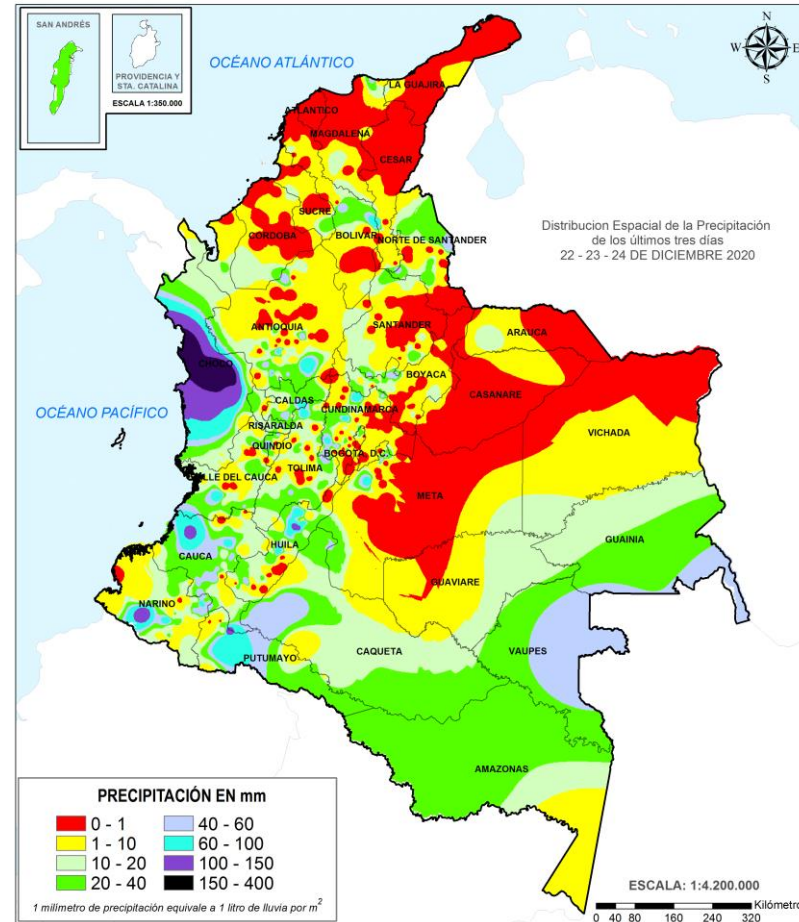 SAN ANDRÉS
PROVIDENCIA Y
STA. CATALINA
ESCALA 1:350.000
OCÉANO ATLÁNTICO
N
W
E
S
LA GUAJIRA
ATLANTICO
MAGDALENA
CESAR
SUCRE
CORDOBA
BOLIVAR
NORTE DE SANTANDER
Distribucion Espacial de la Precipitación
de los últimos tres días
22 - 23 - 24 DE DICIEMBRE 2020
ANTIOQUIA
SANTANDER
ARAUCA
CHOCO
BOYACA
CASANARE
OCÉANO PACÍFICO
CALDAS
CUNDINAMARCA
RISARALDA
QUINDIO
BOGOTA, D.C.
VICHADA
TOLIMA
VALLE DEL CAUCA
META
GUAINIA
CAUCA
HUILA
GUAVIARE
NARIÑO
CAQUETA
VAUPES
PUTUMAYO
AMAZONAS
PRECIPITACIÓN EN mm
0 - 1
40 - 60
1 - 10
60 - 100
10 - 20
100 - 150
20 - 40
150 - 400
1 milímetro de precipitación equivale a 1 litro de lluvia por m²
ESCALA: 1:4.200.000
Kilómetro
0 40 80 160 240 320